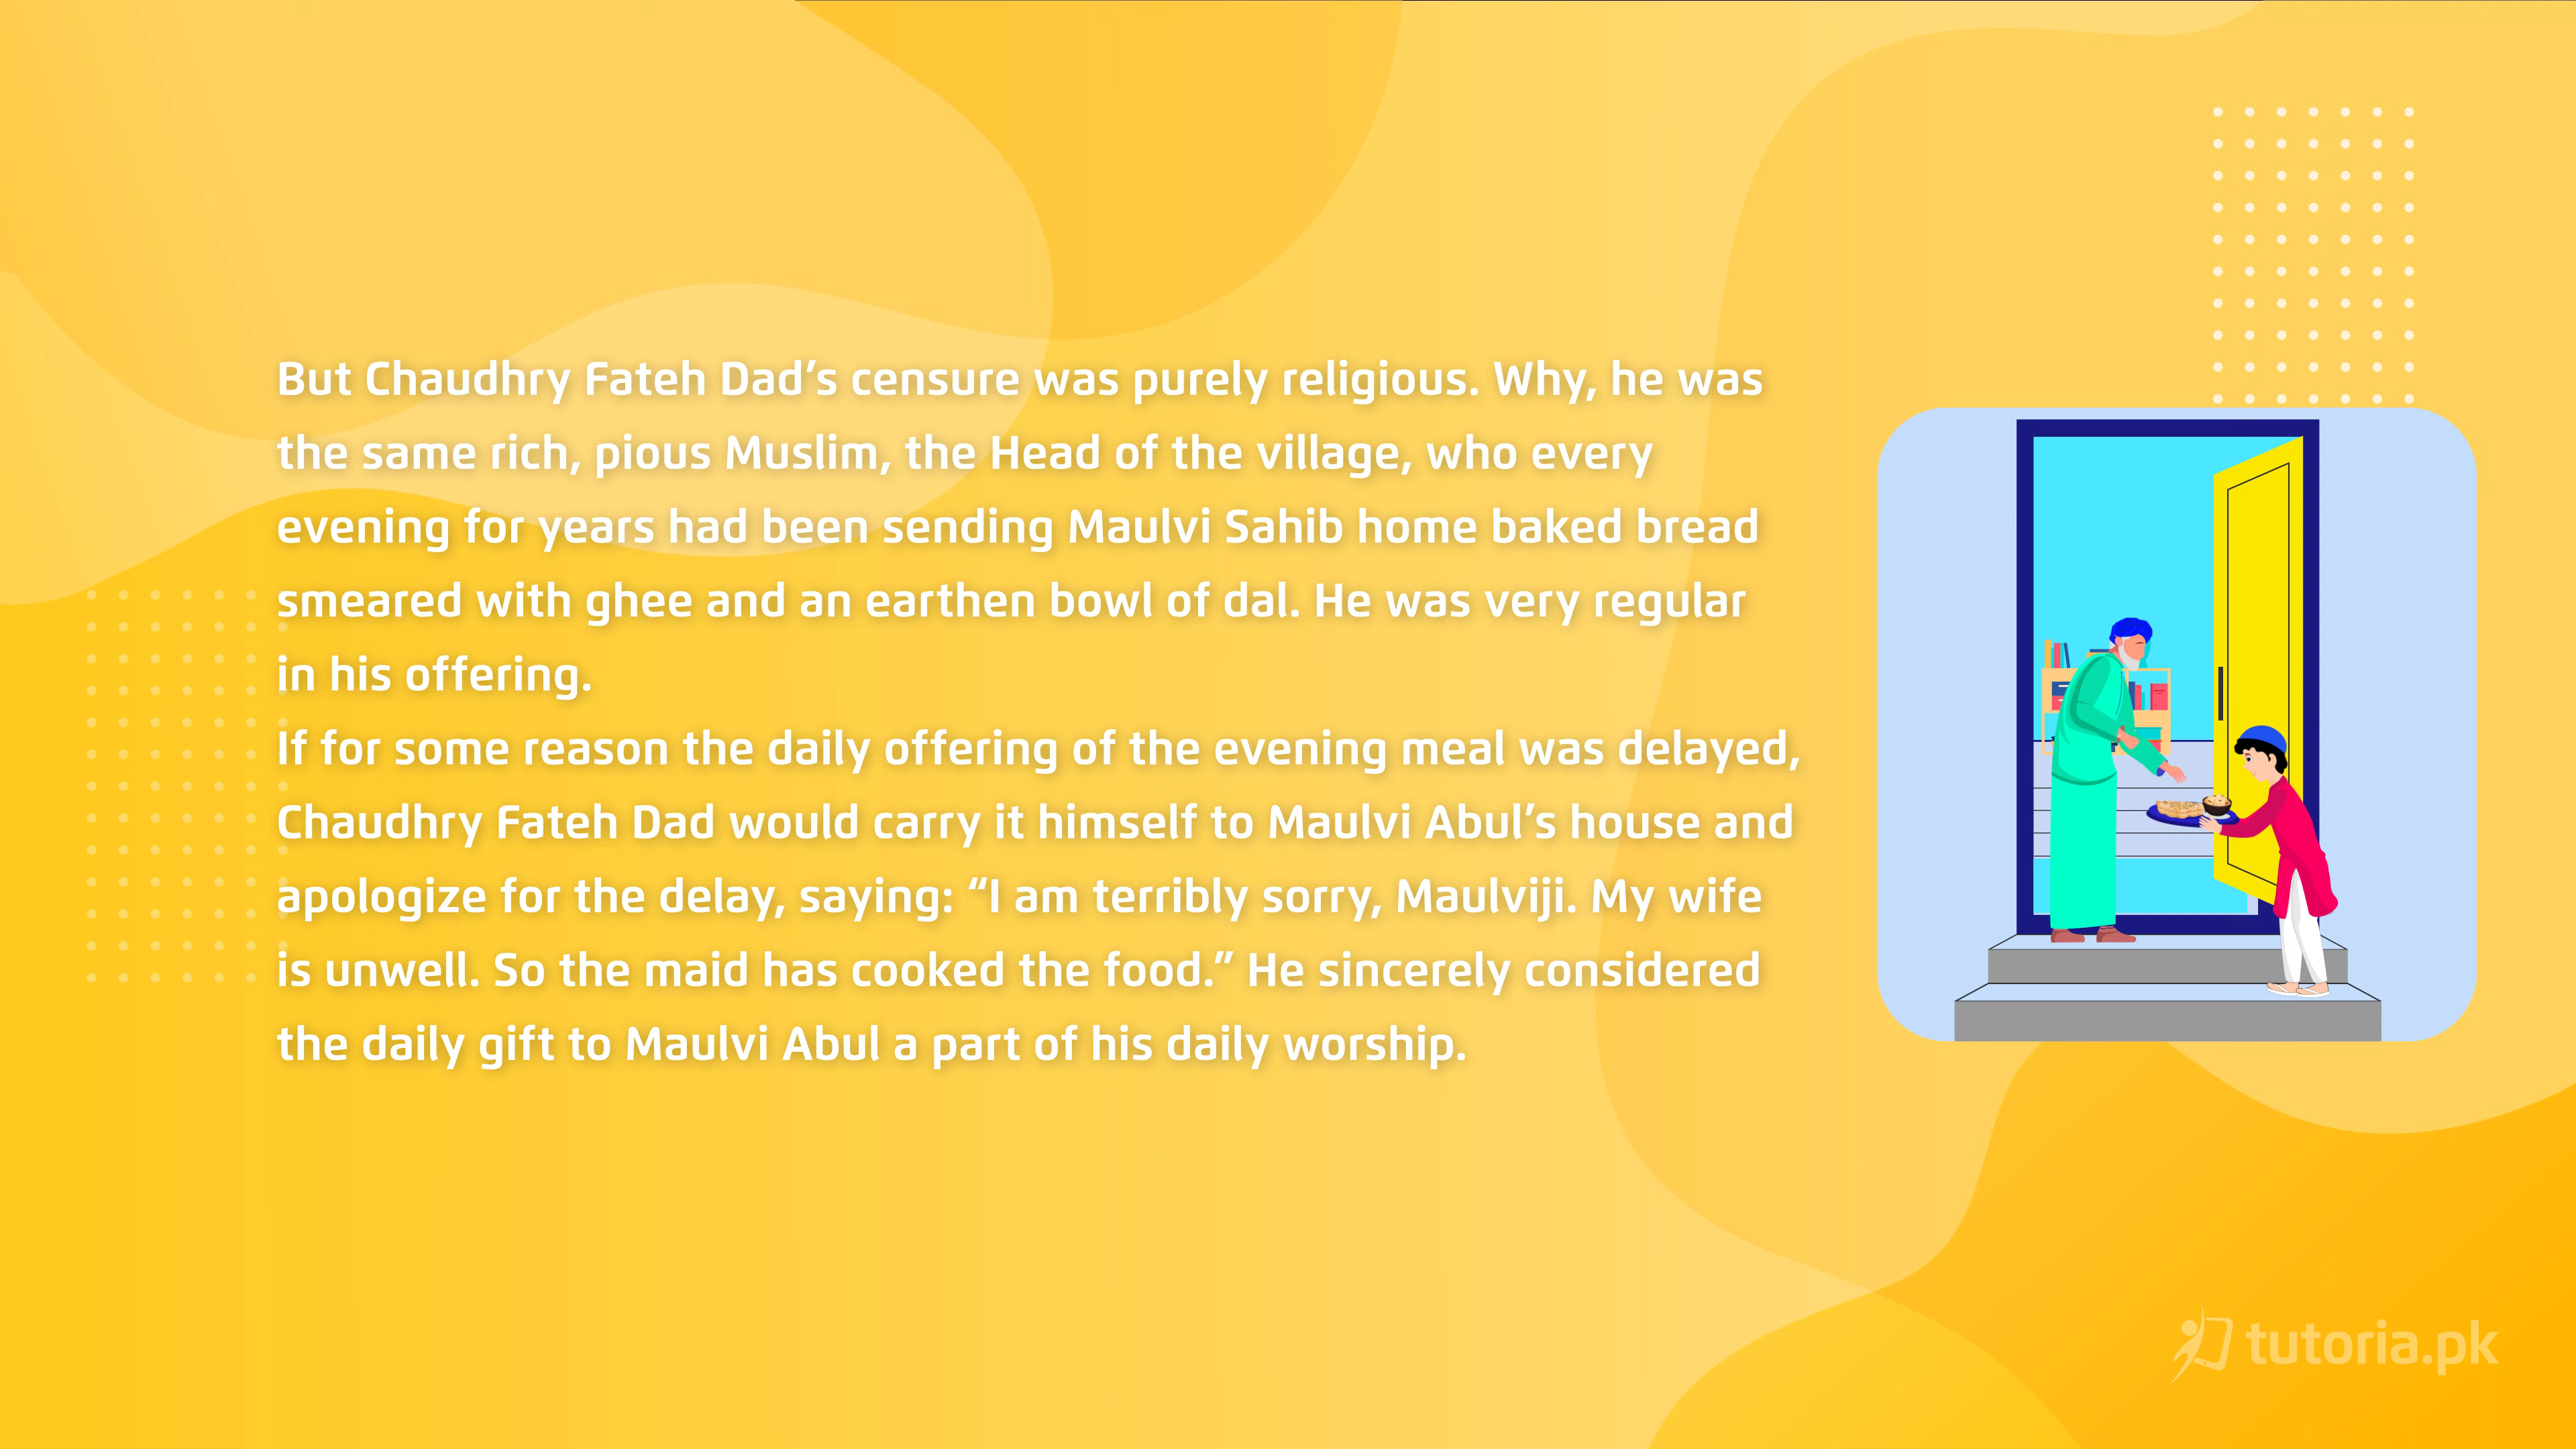 But Chaudhry Fateh Dad’s censure was purely religious. Why, he was
the same rich, pious Muslim, the Head of the village, who every
evening for years had been sending Maulvi Sahib home baked bread
smeared with ghee and an earthen bowl of dal. He was very regular
in his offering.
If for some reason the daily offering of the evening meal was delayed,
Chaudhry Fateh Dad would carry it himself to Maulvi Abul’s house and
apologize for the delay, saying: “I am terribly sorry, Maulviji. My wife
is unwell. So the maid has cooked the food.” He sincerely considered
the daily gift to Maulvi Abul a part of his daily worship.
tutoria.pk